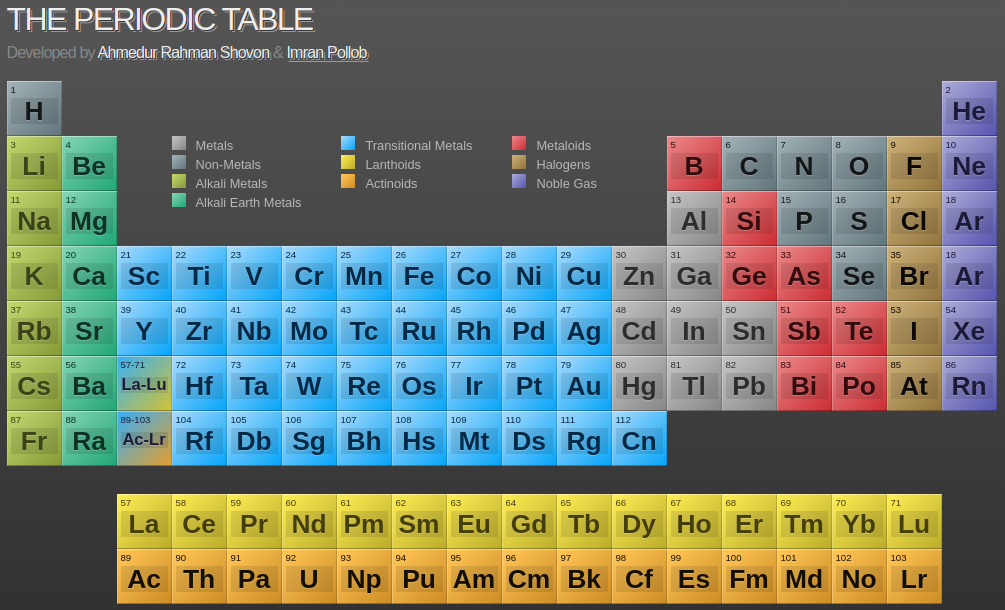 THE PERIODIC TABLE
Developed by Ahmedur Rahman Shovon & Imran Pollob
1 2
H He
Metals Transitional Metals Metaloids
Non-Metals Lanthoids Halogens
Alkali Metals Actinoids Noble Gas
Alkali Earth Metals
3 4 5 6 7 8 9 10
Li Be B C N O F Ne
11 12 13 14 15 16 17 18
Na Mg Al Si P S Cl Ar
19 20 21 22 23 24 25 26 27 28 29 30 31 32 33 34 35 18
K Ca Sc Ti V Cr Mn Fe Co Ni Cu Zn Ga Ge As Se Br Ar
37 38 39 40 41 42 43 44 45 46 47 48 49 50 51 52 53 54
Rb Sr Y Zr Nb Mo Tc Ru Rh Pd Ag Cd In Sn Sb Te I Xe
55 56 57-71 72 73 74 75 76 77 78 79 80 81 82 83 84 85 86
Cs Ba La-Lu Hf Ta W Re Os Ir Pt Au Hg Tl Pb Bi Po At Rn
87 88 89-103 104 105 106 107 108 109 110 111 112
Fr Ra Ac-Lr Rf Db Sg Bh Hs Mt Ds Rg Cn
57 58 59 60 61 62 63 64 65 66 67 68 69 70 71
La Ce Pr Nd Pm Sm Eu Gd Tb Dy Ho Er Tm Yb Lu
89 90 91 92 93 94 95 96 97 98 99 100 101 102 103
Ac Th Pa U Np Pu Am Cm Bk Cf Es Fm Md No Lr